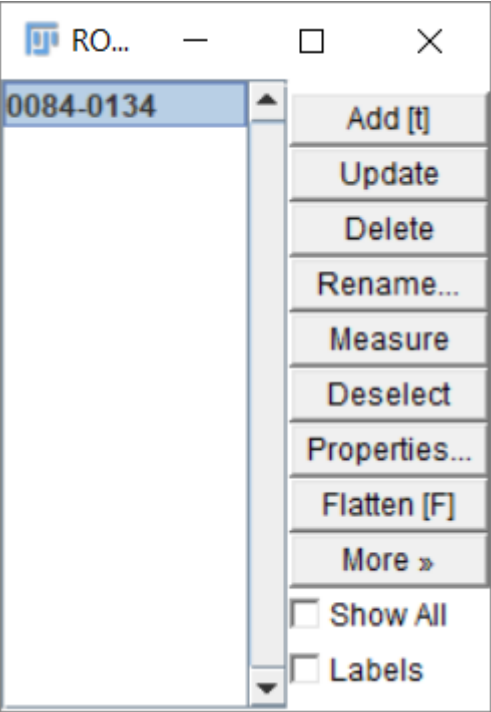 RO...
0084-0134
Add [t]
Update
Delete
Rename...
Measure
Deselect
Properties...
Flatten [F]
More »
Show All
Labels